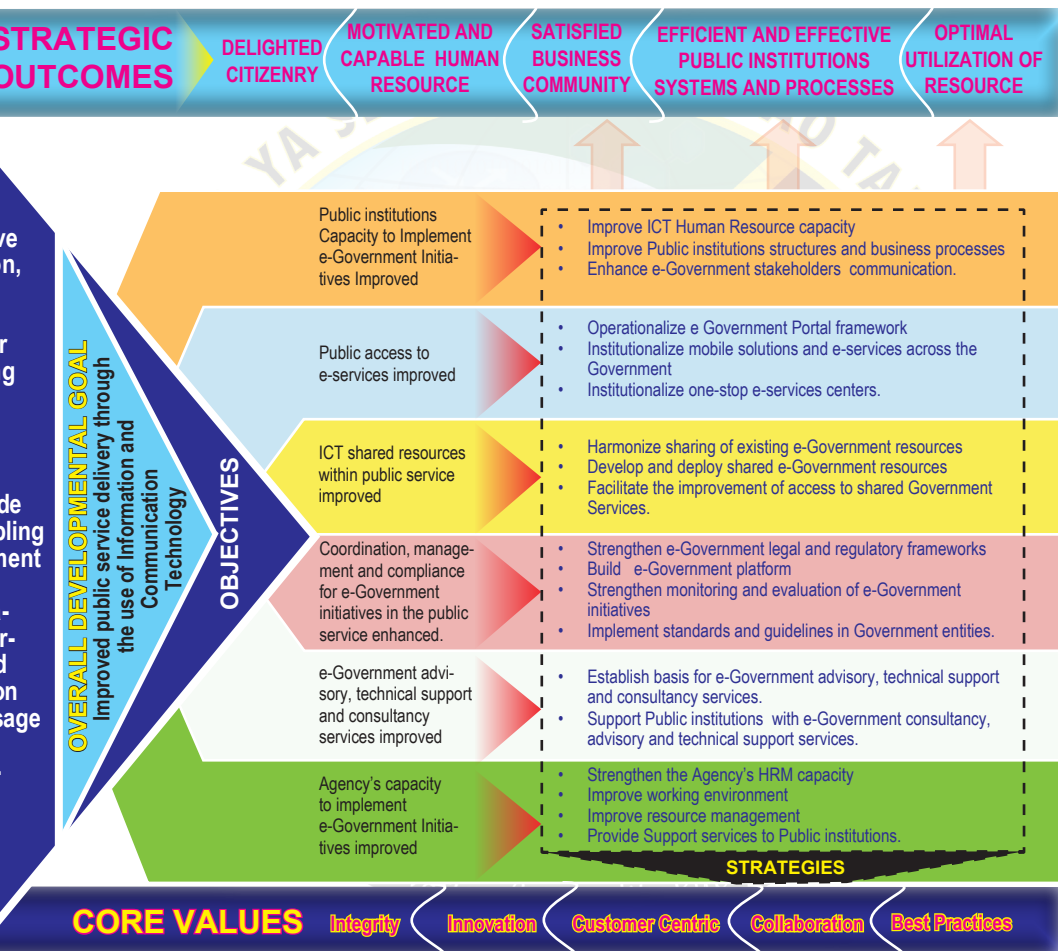 STRATEGIC
OUTCOMES
DELIGHTED
CITIZENRY
MOTIVATED AND
CAPABLE HUMAN
RESOURCE
SATISFIED
BUSINESS
COMMUNITY
EFFICIENT AND EFFECTIVE
PUBLIC INSTITUTIONS
SYSTEMS AND PROCESSES
OPTIMAL
UTILIZATION OF
RESOURCE
YA
TA
OVERALL DEVELOPMENTAL GOAL
Improved public service delivery through
the use of Information and
Communication
Technology
OBJECTIVES
Public institutions
Capacity to Implement
e-Government Initia-
tives Improved
• Improve ICT Human Resource capacity
• Improve Public institutions structures and business processes
• Enhance e-Government stakeholders communication.
Public access to
e-services improved
• Operationalize e Government Portal framework
• Institutionalize mobile solutions and e-services across the
Government
• Institutionalize one-stop e-services centers.
ICT shared resources
within public service
improved
• Harmonize sharing of existing e-Government resources
• Develop and deploy shared e-Government resources
• Facilitate the improvement of access to shared Government
Services.
Coordination, manage-
ment and compliance
for e-Government
initiatives in the public
service enhanced.
• Strengthen e-Government legal and regulatory frameworks
• Build e-Government platform
• Strengthen monitoring and evaluation of e-Government
initiatives
• Implement standards and guidelines in Government entities.
e-Government advi-
sory, technical support
and consultancy
services improved
• Establish basis for e-Government advisory, technical support
and consultancy services.
• Support Public institutions with e-Government consultancy,
advisory and technical support services.
Agency's capacity
to implement
e-Government Initia-
tives improved
• Strengthen the Agency's HRM capacity
• Improve working environment
• Improve resource management
• Provide Support services to Public institutions.
STRATEGIES
CORE VALUES
Integrity
Innovation
Customer Centric
Collaboration
Best Practices